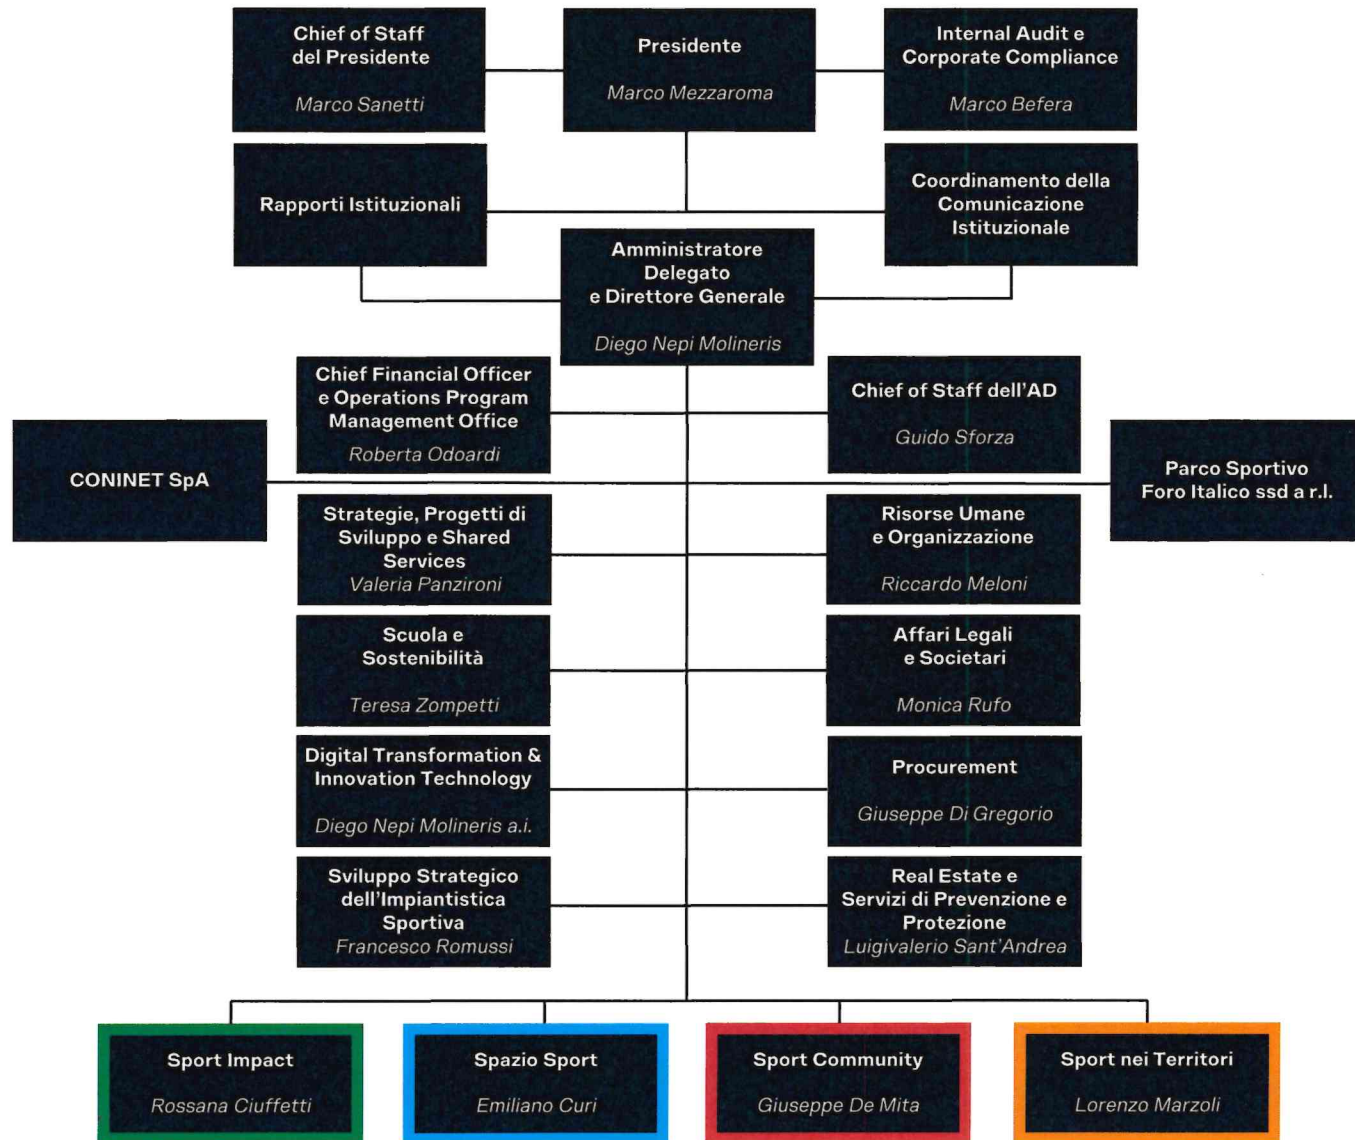 Chief of Staff
del Presidente
Marco Sanetti
Presidente
Marco Mezzaroma
Internal Audit e
Corporate Compliance
Marco Befera
Rapporti Istituzionali
Coordinamento della
Comunicazione
Istituzionale
Amministratore
Delegato
e Direttore Generale
Diego Nepi Molineris
Chief Financial Officer
e Operations Program
Management Office
Roberta Odoardi
Chief of Staff dell'AD
Guido Sforza
CONINET SpA
Parco Sportivo
Foro Italico ssd a r.l.
Strategie, Progetti di
Sviluppo e Shared
Services
Valeria Panzironi
Risorse Umane
e Organizzazione
Riccardo Meloni
Scuola e
Sostenibilità
Teresa Zompetti
Affari Legali
e Societari
Monica Rufo
Digital Transformation &
Innovation Technology
Diego Nepi Molineris a.i.
Procurement
Giuseppe Di Gregorio
Sviluppo Strategico
dell'Impiantistica
Sportiva
Francesco Romussi
Real Estate e
Servizi di Prevenzione e
Protezione
Luigivalerio Sant'Andrea
Sport Impact
Rossana Ciuffetti
Spazio Sport
Emiliano Curi
Sport Community
Giuseppe De Mita
Sport nei Territori
Lorenzo Marzoli